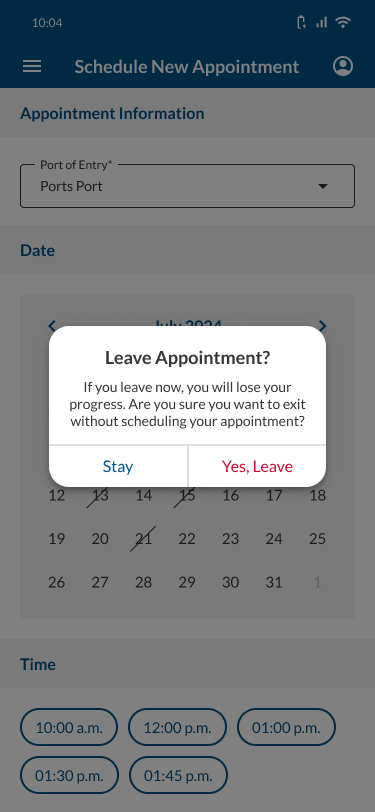 10:04
Schedule New Appointment
Appointment Information
Port of Entry*
Ports Port
Date
July 2024
Leave Appointment?
If you leave now, you will lose your
progress. Are you sure you want to exit
without scheduling your appointment?
Stay Yes, Leave
12 13 14 15 16 17 18
19 20 21 22 23 24 25
26 27 28 29 30 31 1
Time
10:00 a.m. 12:00 p.m. 01:00 p.m.
01:30 p.m. 01:45 p.m.